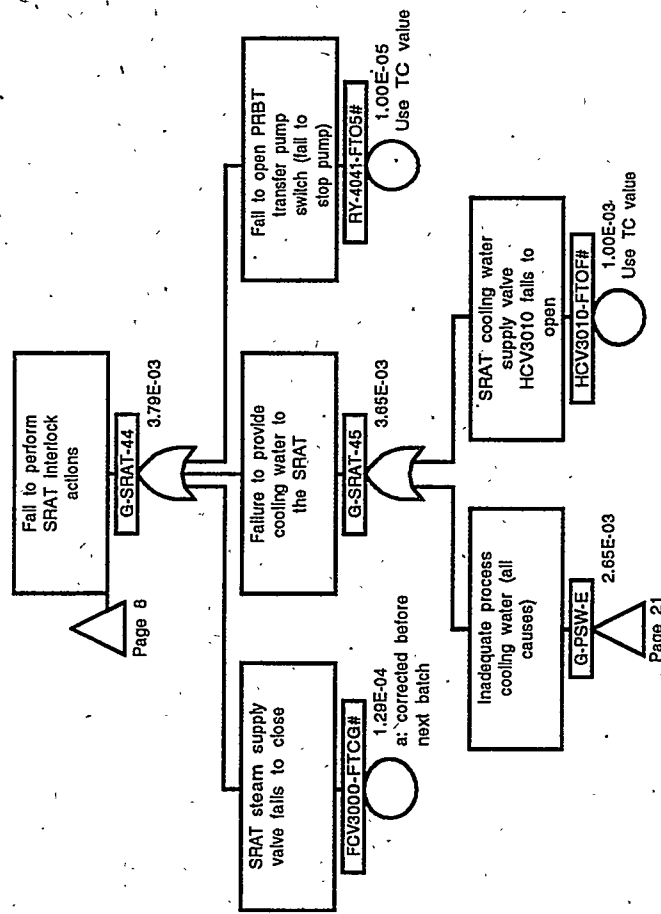 Fail to perform
SRAT interlock
actions
G-SRAT-44
3.79E-03
Page 8
SRAT steam supply
valve fails to close
FCV3000-FTCG#
1.29E-04
a: corrected before
next batch
Failure to provide
cooling water to
the SRAT
G-SRAT-45
3.65E-03
Fail to open PRBT
transfer pump
switch (fail to
stop pump)
RY-4041-FTO5#
1.00E-05
Use TC value
Inadequate process
cooling water (all
causes)
G-PSW-E
2.65E-03
Page 21
SRAT cooling water
supply valve
HCV3010 fails to
open
HCV3010-FTOF#
1.00E-03
Use TC value